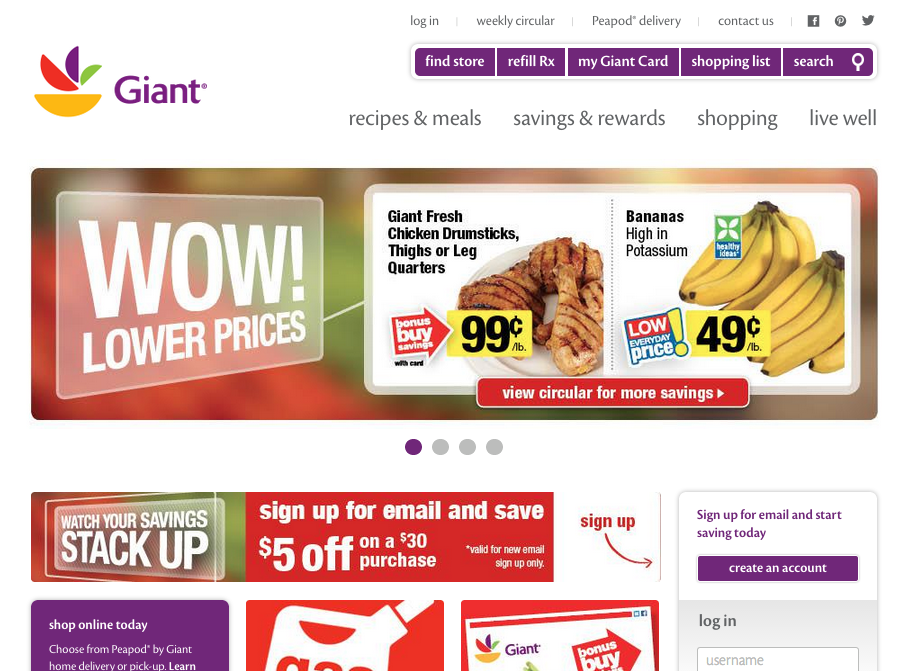 log in
weekly circular
Peapod® delivery
contact us
Giant®
find store
refill Rx
my Giant Card
shopping list
search
recipes & meals
savings & rewards
shopping
live well
WOW!
LOWER PRICES
Giant Fresh
Chicken Drumsticks,
Thighs or Leg
Quarters
bonus
buy
savings
with card
99¢
/lb.
Bananas
High in
Potassium
healthy
ideas®
LOW
EVERYDAY
price!
49¢
/lb.
view circular for more savings
WATCH YOUR SAVINGS
STACK UP
sign up for email and save
$5 off on a $30
purchase
*valid for new email
sign up only.
sign up
Sign up for email and start
saving today
create an account
log in
username
shop online today
Choose from Peapod® by Giant
home delivery or pick-up. Learn
gas
Giant
bonus
buy